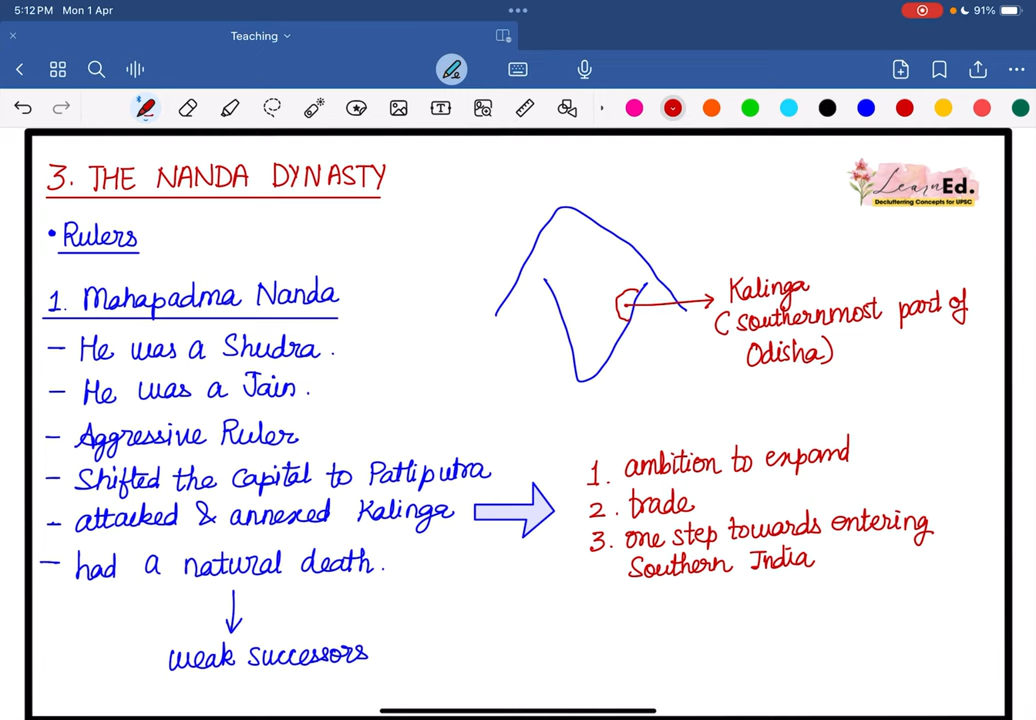 5:12 PM Mon 1 Apr
91%
Teaching
3. THE NANDA DYNASTY
LearnEd.
Decluttering Concepts for UPSC
• Rulers
1. Mahapadma Nanda
- He was a Shudra.
- He was a Jain.
- Aggressive Ruler
- Shifted the Capital to Patliputra
- attacked & annexed Kalinga
- had a natural death.
weak successors
Kalinga
(Southernmost part of
Odisha)
1. ambition to expand
2. trade
3. one step towards entering
Southern India